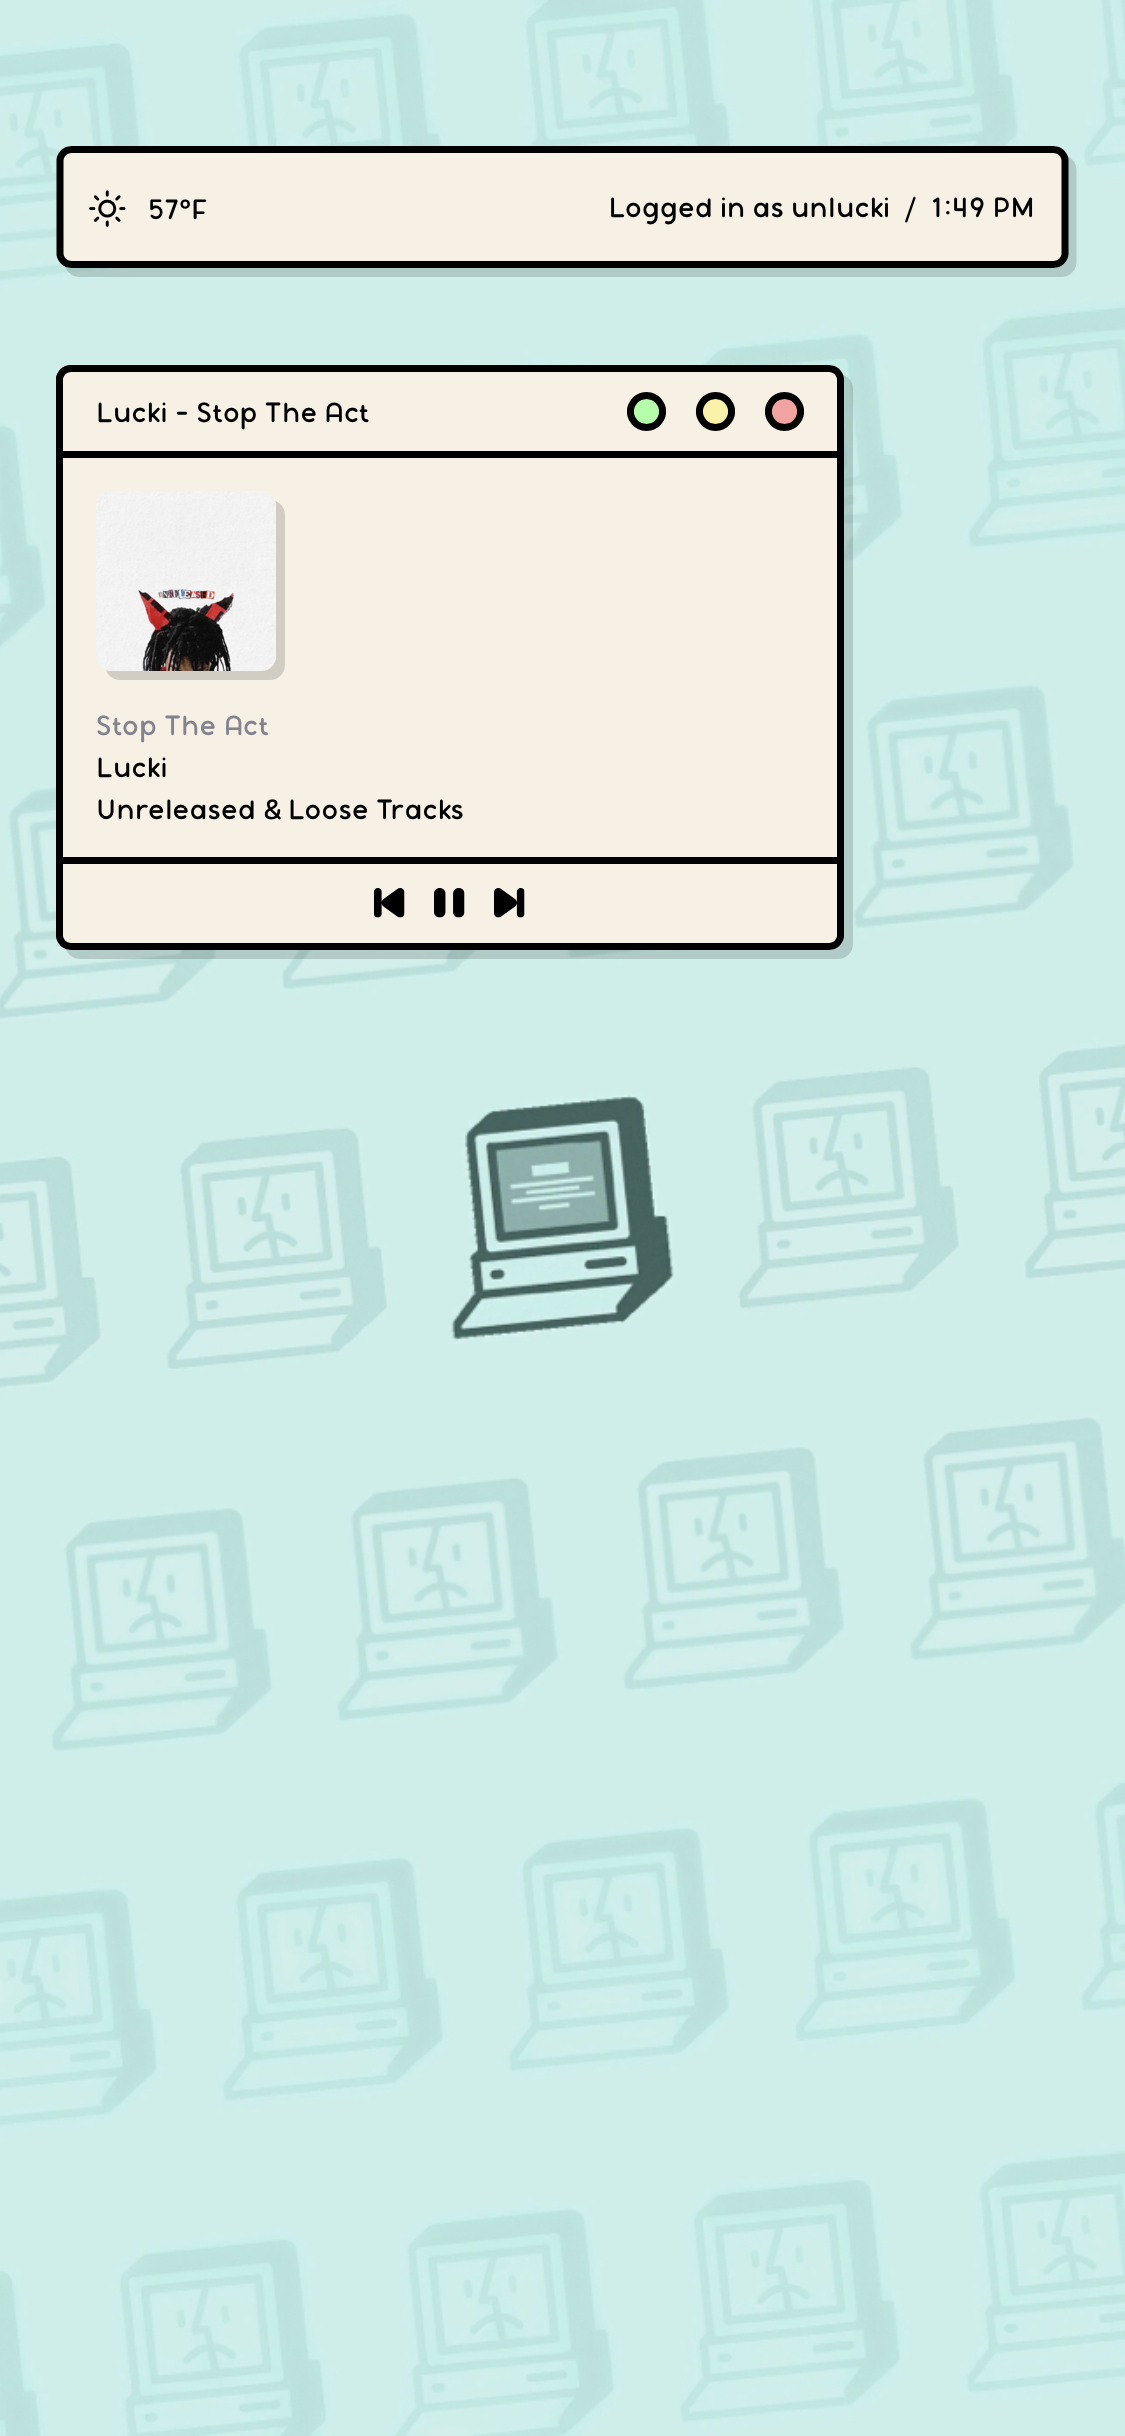 57°F
Logged in as unlucki / 1:49 PM
Lucki - Stop The Act
Stop The Act
Lucki
Unreleased & Loose Tracks